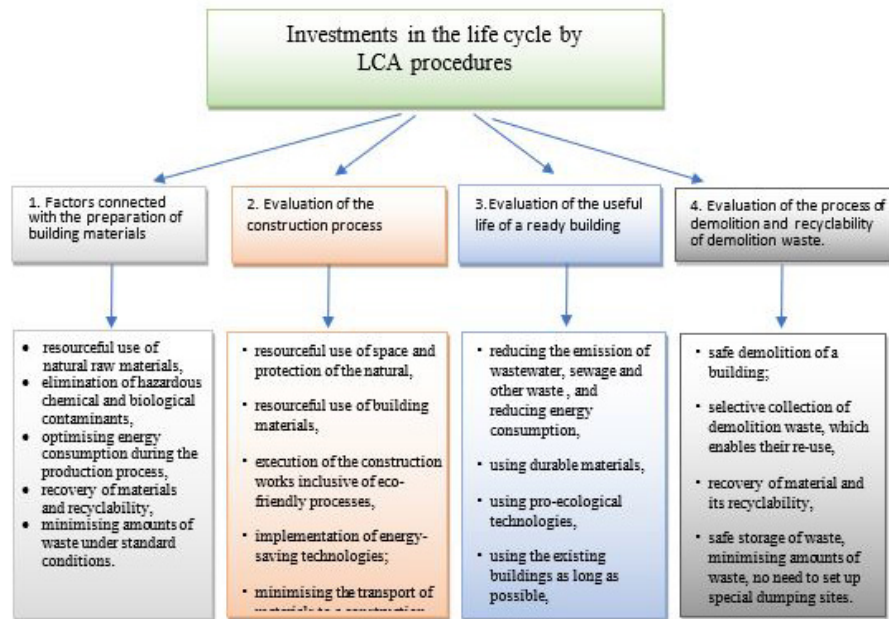 Investments in the life cycle by
LCA procedures
1. Factors connected
with the preparation of
building materials
2. Evaluation of the
construction process
3.Evaluation of the useful
life of a ready building
4. Evaluation of the process of
demolition and recyclability
of demolition waste.
• resourceful use of
natural raw materials,
• elimination of hazardous
chemical and biological
contaminants,
• optimising energy
consumption during the
production process,
• recovery of materials
and recyclability,
• minimising amounts of
waste under standard
conditions.
• resourceful use of space and
protection of the natural,
• resourceful use of building
materials,
• execution of the construction
works inclusive of eco-
friendly processes,
• implementation of energy-
saving technologies;
• minimising the transport of
materials to a construction
• reducing the emission of
wastewater, sewage and
other waste , and
reducing energy
consumption,
• using durable materials,
• using pro-ecological
technologies,
• using the existing
buildings as long as
possible,
• safe demolition of a
building;
• selective collection of
demolition waste, which
enables their re-use,
• recovery of material and
its recyclability,
• safe storage of waste,
minimising amounts of
waste, no need to set up
special dumping sites.